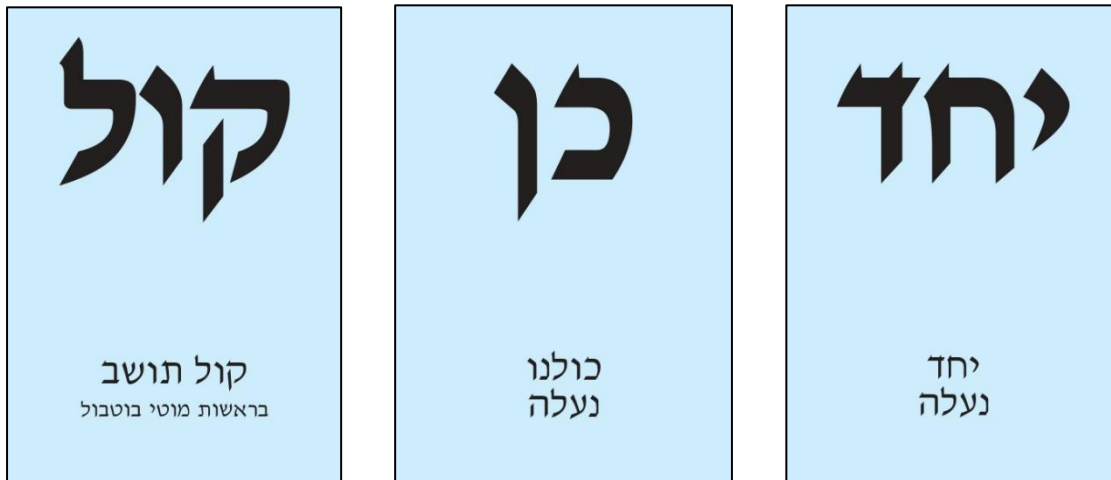 יחד
יחד
נעלה
כן
כולנו
נעלה
קול
קול תושב
בראשות מוטי בוטבול